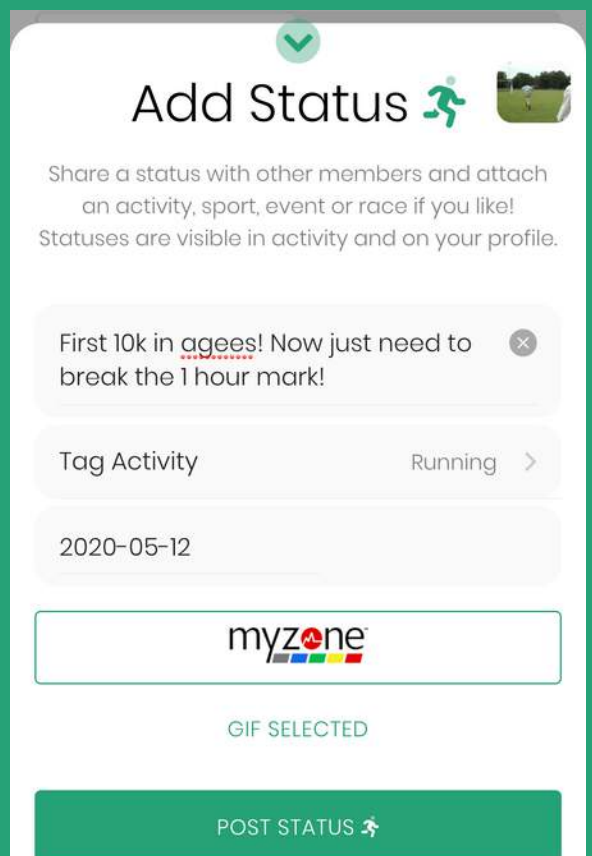 Add Status
Share a status with other members and attach
an activity, sport, event or race if you like!
Statuses are visible in activity and on your profile.
First 10k in agees! Now just need to
break the 1 hour mark!
Tag Activity Running
2020-05-12
myzone
GIF SELECTED
POST STATUS